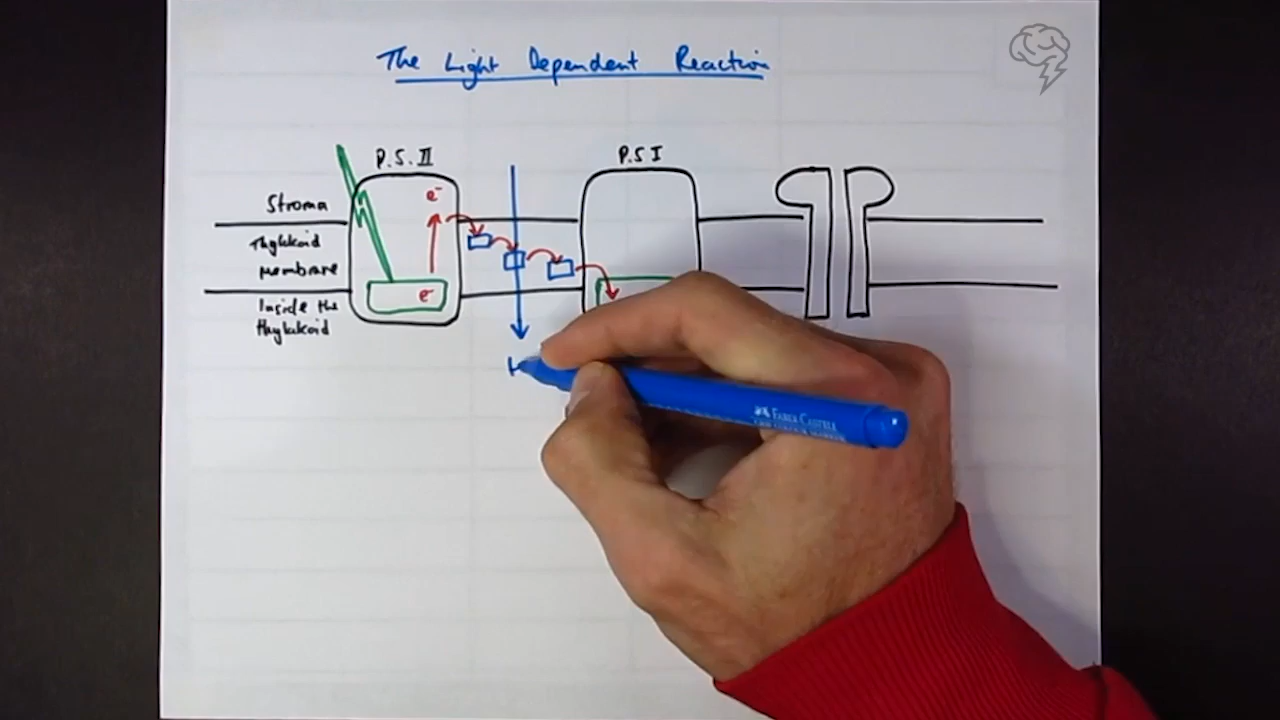 The Light Dependent Reaction
P.S. II
P.S I
Stroma
Thylakoid
Membrane
Inside the
thylakoid
e⁻
e⁻
H
FABER-CASTELL